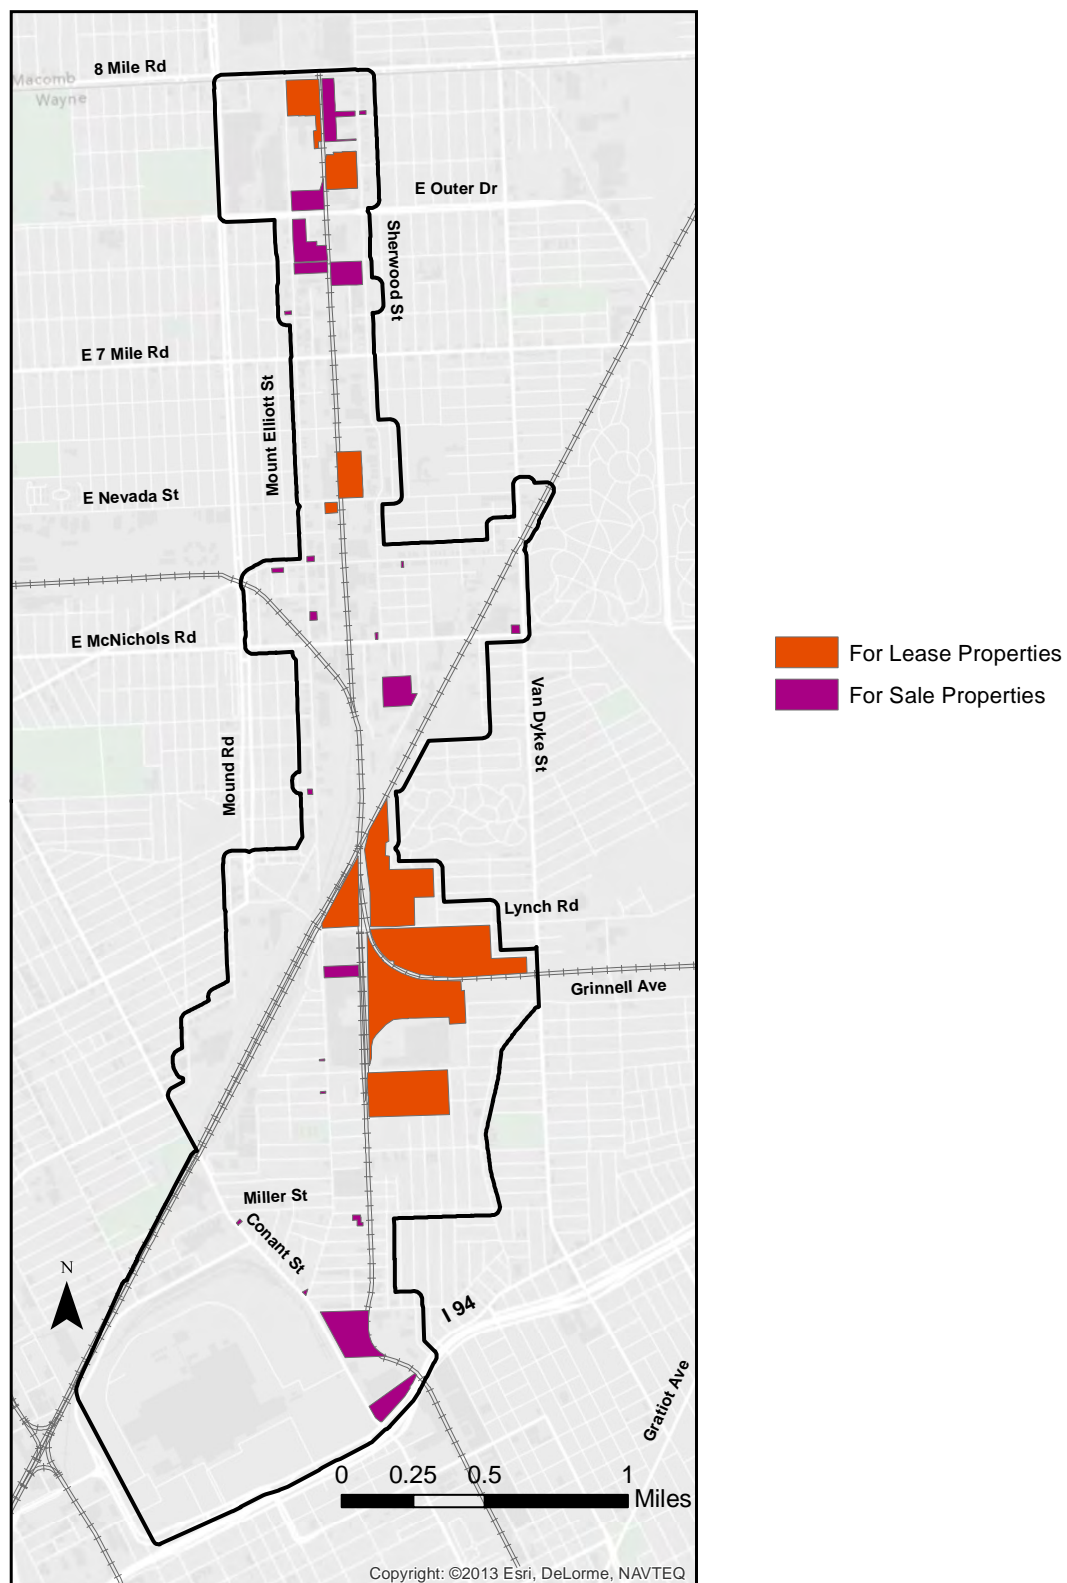 8 Mile Rd
Macomb
Wayne
E Outer Dr
Sherwood St
E 7 Mile Rd
Mount Elliott St
E Nevada St
E McNichols Rd
For Lease Properties
For Sale Properties
Van Dyke St
Mound Rd
Lynch Rd
Grinnell Ave
Miller St
Conant St
N
I 94
Gratiot Ave
0 0.25 0.5 1
Miles
Copyright: ©2013 Esri, DeLorme, NAVTEQ